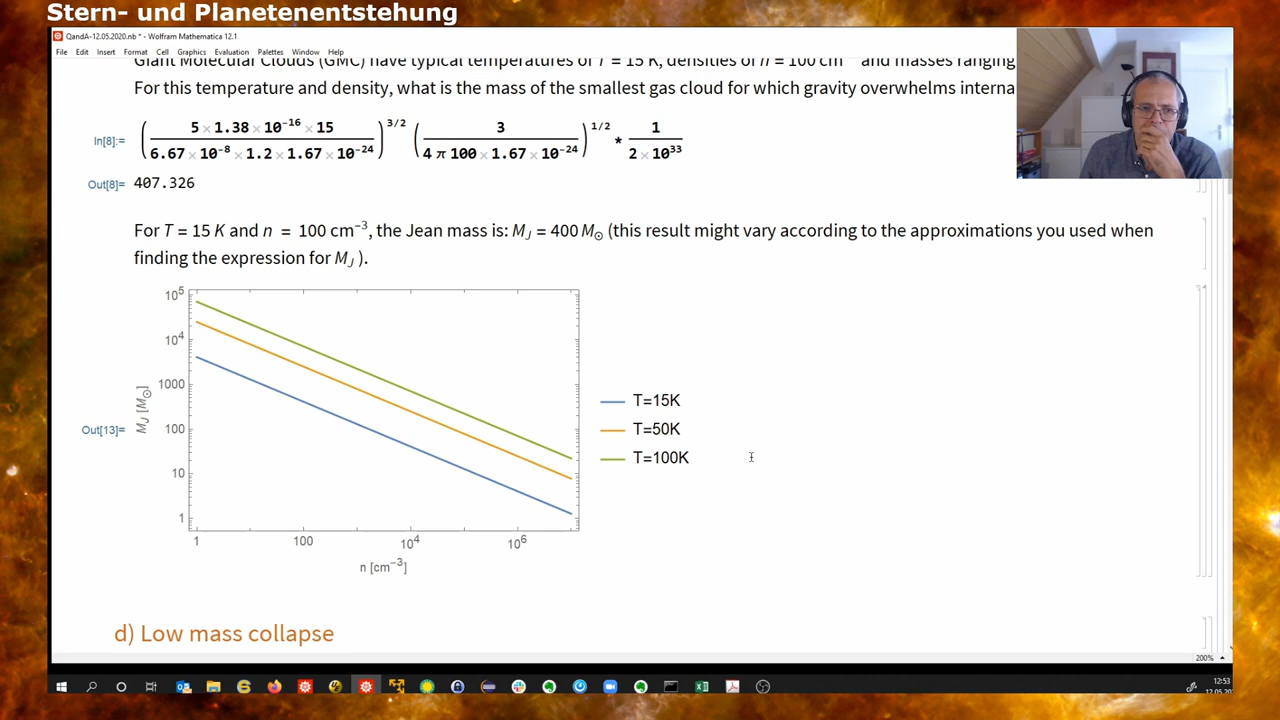 Stern- und Planetenentstehung
QandA-12.05.2020.nb * - Wolfram Mathematica 12.1
File Edit Insert Format Cell Graphics Evaluation Palettes Window Help
Giant Molecular Clouds (GMC) have typical temperatures of T = 15 K, densities of n = 100 cm and masses ranging
For this temperature and density, what is the mass of the smallest gas cloud for which gravity overwhelms interna
In[8]:= (5×1.38×10⁻¹⁶×15 / 6.67×10⁻⁸×1.2×1.67×10⁻²⁴)^3/2 (3 / 4 π 100×1.67×10⁻²⁴)^1/2 * 1 / 2×10³³
Out[8]= 407.326
For T = 15 K and n = 100 cm⁻³, the Jean mass is: M_J = 400 M⊙ (this result might vary according to the approximations you used when
finding the expression for M_J ).
10⁵
10⁴
1000
100
10
1
M_J [M⊙]
Out[13]=
T=15K
T=50K
T=100K
1 100 10⁴ 10⁶
n [cm⁻³]
d) Low mass collapse
200%
12:53
12.05.20